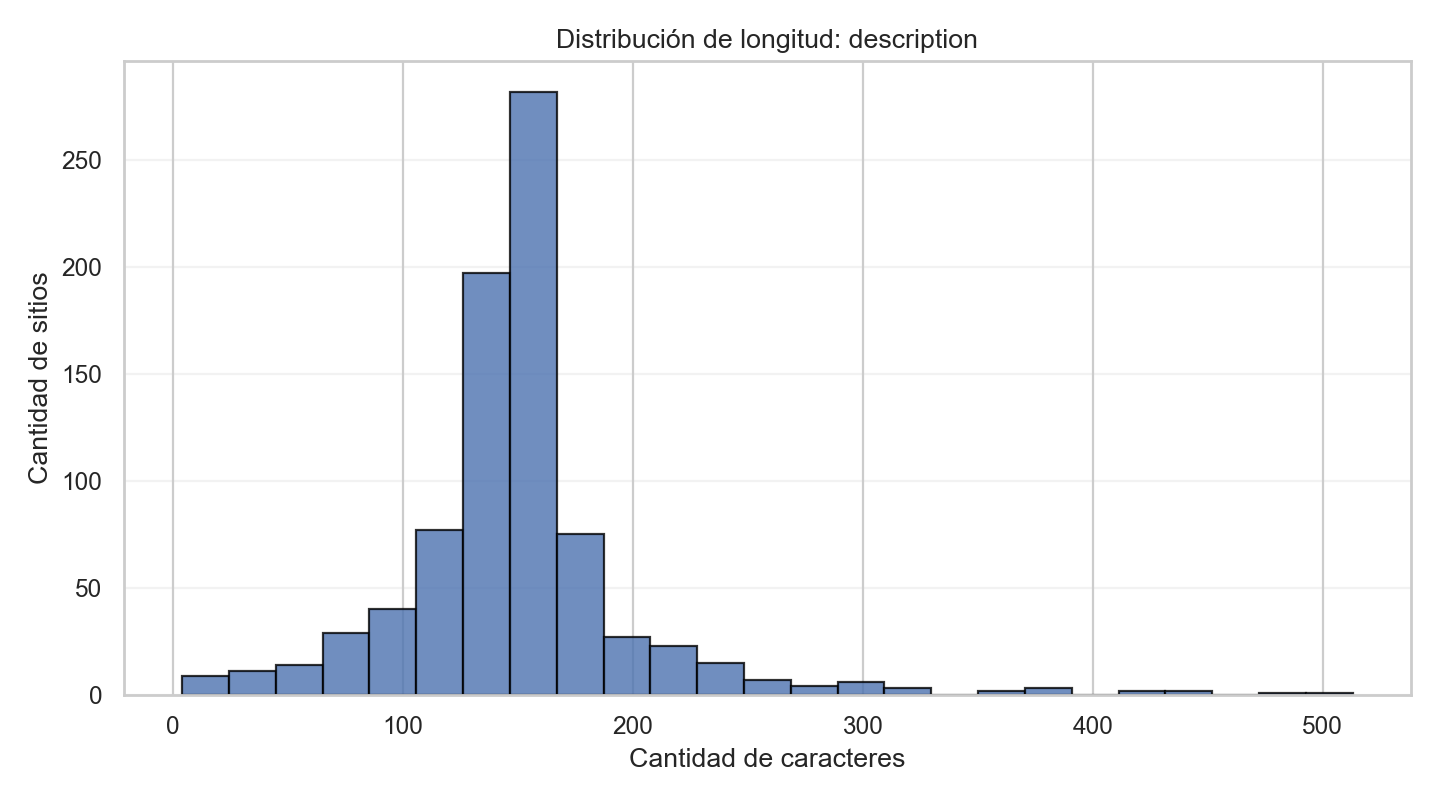 Distribución de longitud: description
Cantidad de sitios
250
200
150
100
50
0
0 100 200 300 400 500
Cantidad de caracteres